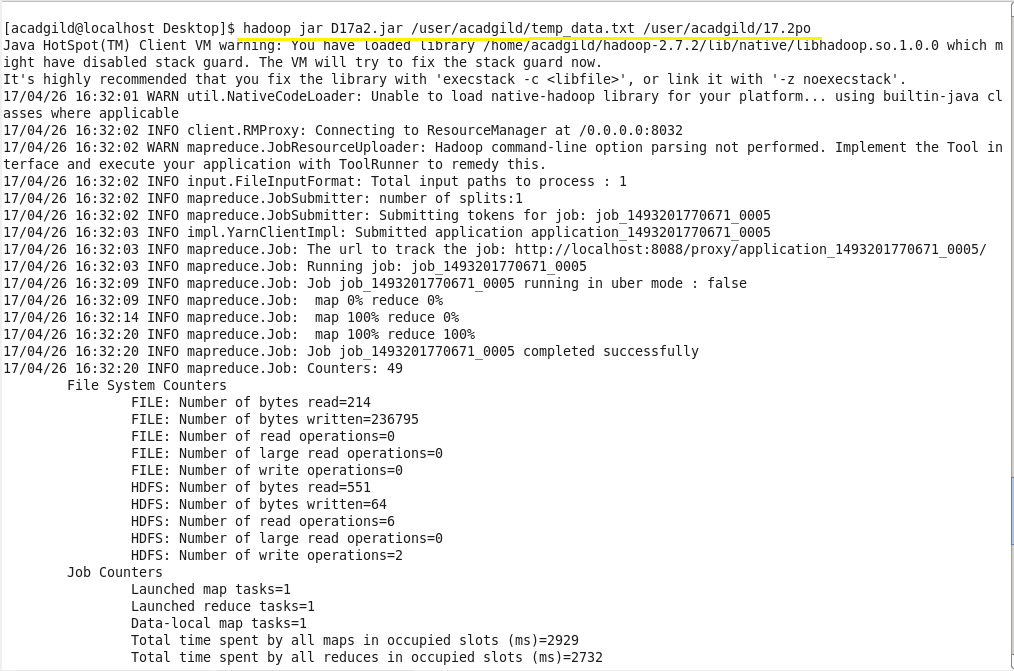 [acadgild@localhost Desktop]$ hadoop jar D17a2.jar /user/acadgild/temp_data.txt /user/acadgild/17.2po
Java HotSpot(TM) Client VM warning: You have loaded library /home/acadgild/hadoop-2.7.2/lib/native/libhadoop.so.1.0.0 which m
ight have disabled stack guard. The VM will try to fix the stack guard now.
It's highly recommended that you fix the library with 'execstack -c <libfile>', or link it with '-z noexecstack'.
17/04/26 16:32:01 WARN util.NativeCodeLoader: Unable to load native-hadoop library for your platform... using builtin-java cl
asses where applicable
17/04/26 16:32:02 INFO client.RMProxy: Connecting to ResourceManager at /0.0.0.0:8032
17/04/26 16:32:02 WARN mapreduce.JobResourceUploader: Hadoop command-line option parsing not performed. Implement the Tool in
terface and execute your application with ToolRunner to remedy this.
17/04/26 16:32:02 INFO input.FileInputFormat: Total input paths to process : 1
17/04/26 16:32:02 INFO mapreduce.JobSubmitter: number of splits:1
17/04/26 16:32:02 INFO mapreduce.JobSubmitter: Submitting tokens for job: job_1493201770671_0005
17/04/26 16:32:03 INFO impl.YarnClientImpl: Submitted application application_1493201770671_0005
17/04/26 16:32:03 INFO mapreduce.Job: The url to track the job: http://localhost:8088/proxy/application_1493201770671_0005/
17/04/26 16:32:03 INFO mapreduce.Job: Running job: job_1493201770671_0005
17/04/26 16:32:09 INFO mapreduce.Job: Job job_1493201770671_0005 running in uber mode : false
17/04/26 16:32:09 INFO mapreduce.Job:  map 0% reduce 0%
17/04/26 16:32:14 INFO mapreduce.Job:  map 100% reduce 0%
17/04/26 16:32:20 INFO mapreduce.Job:  map 100% reduce 100%
17/04/26 16:32:20 INFO mapreduce.Job: Job job_1493201770671_0005 completed successfully
17/04/26 16:32:20 INFO mapreduce.Job: Counters: 49
File System Counters
FILE: Number of bytes read=214
FILE: Number of bytes written=236795
FILE: Number of read operations=0
FILE: Number of large read operations=0
FILE: Number of write operations=0
HDFS: Number of bytes read=551
HDFS: Number of bytes written=64
HDFS: Number of read operations=6
HDFS: Number of large read operations=0
HDFS: Number of write operations=2
Job Counters
Launched map tasks=1
Launched reduce tasks=1
Data-local map tasks=1
Total time spent by all maps in occupied slots (ms)=2929
Total time spent by all reduces in occupied slots (ms)=2732